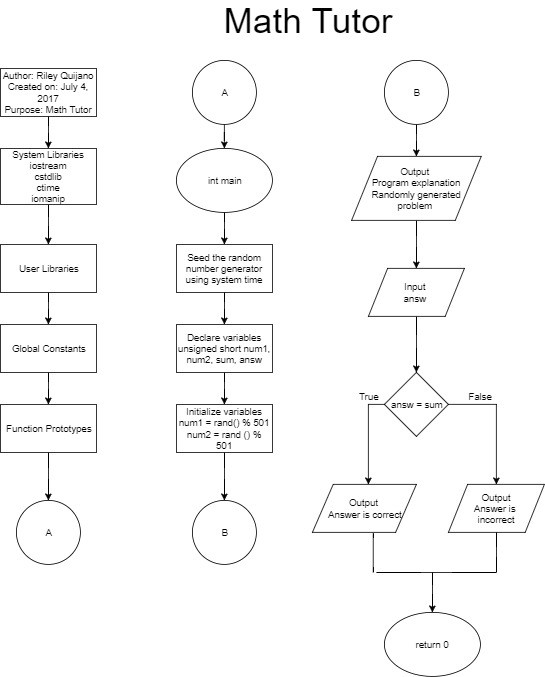 Math Tutor
Author: Riley Quijano
Created on: July 4,
2017
Purpose: Math Tutor
System Libraries
iostream
cstdlib
ctime
iomanip
User Libraries
Global Constants
Function Prototypes
A
A
int main
Seed the random
number generator
using system time
Declare variables
unsigned short num1,
num2, sum, answ
Initialize variables
num1 = rand() % 501
num2 = rand () %
501
B
B
Output
Program explanation
Randomly generated
problem
Input
answ
answ = sum
True
False
Output
Answer is correct
Output
Answer is
incorrect
return 0